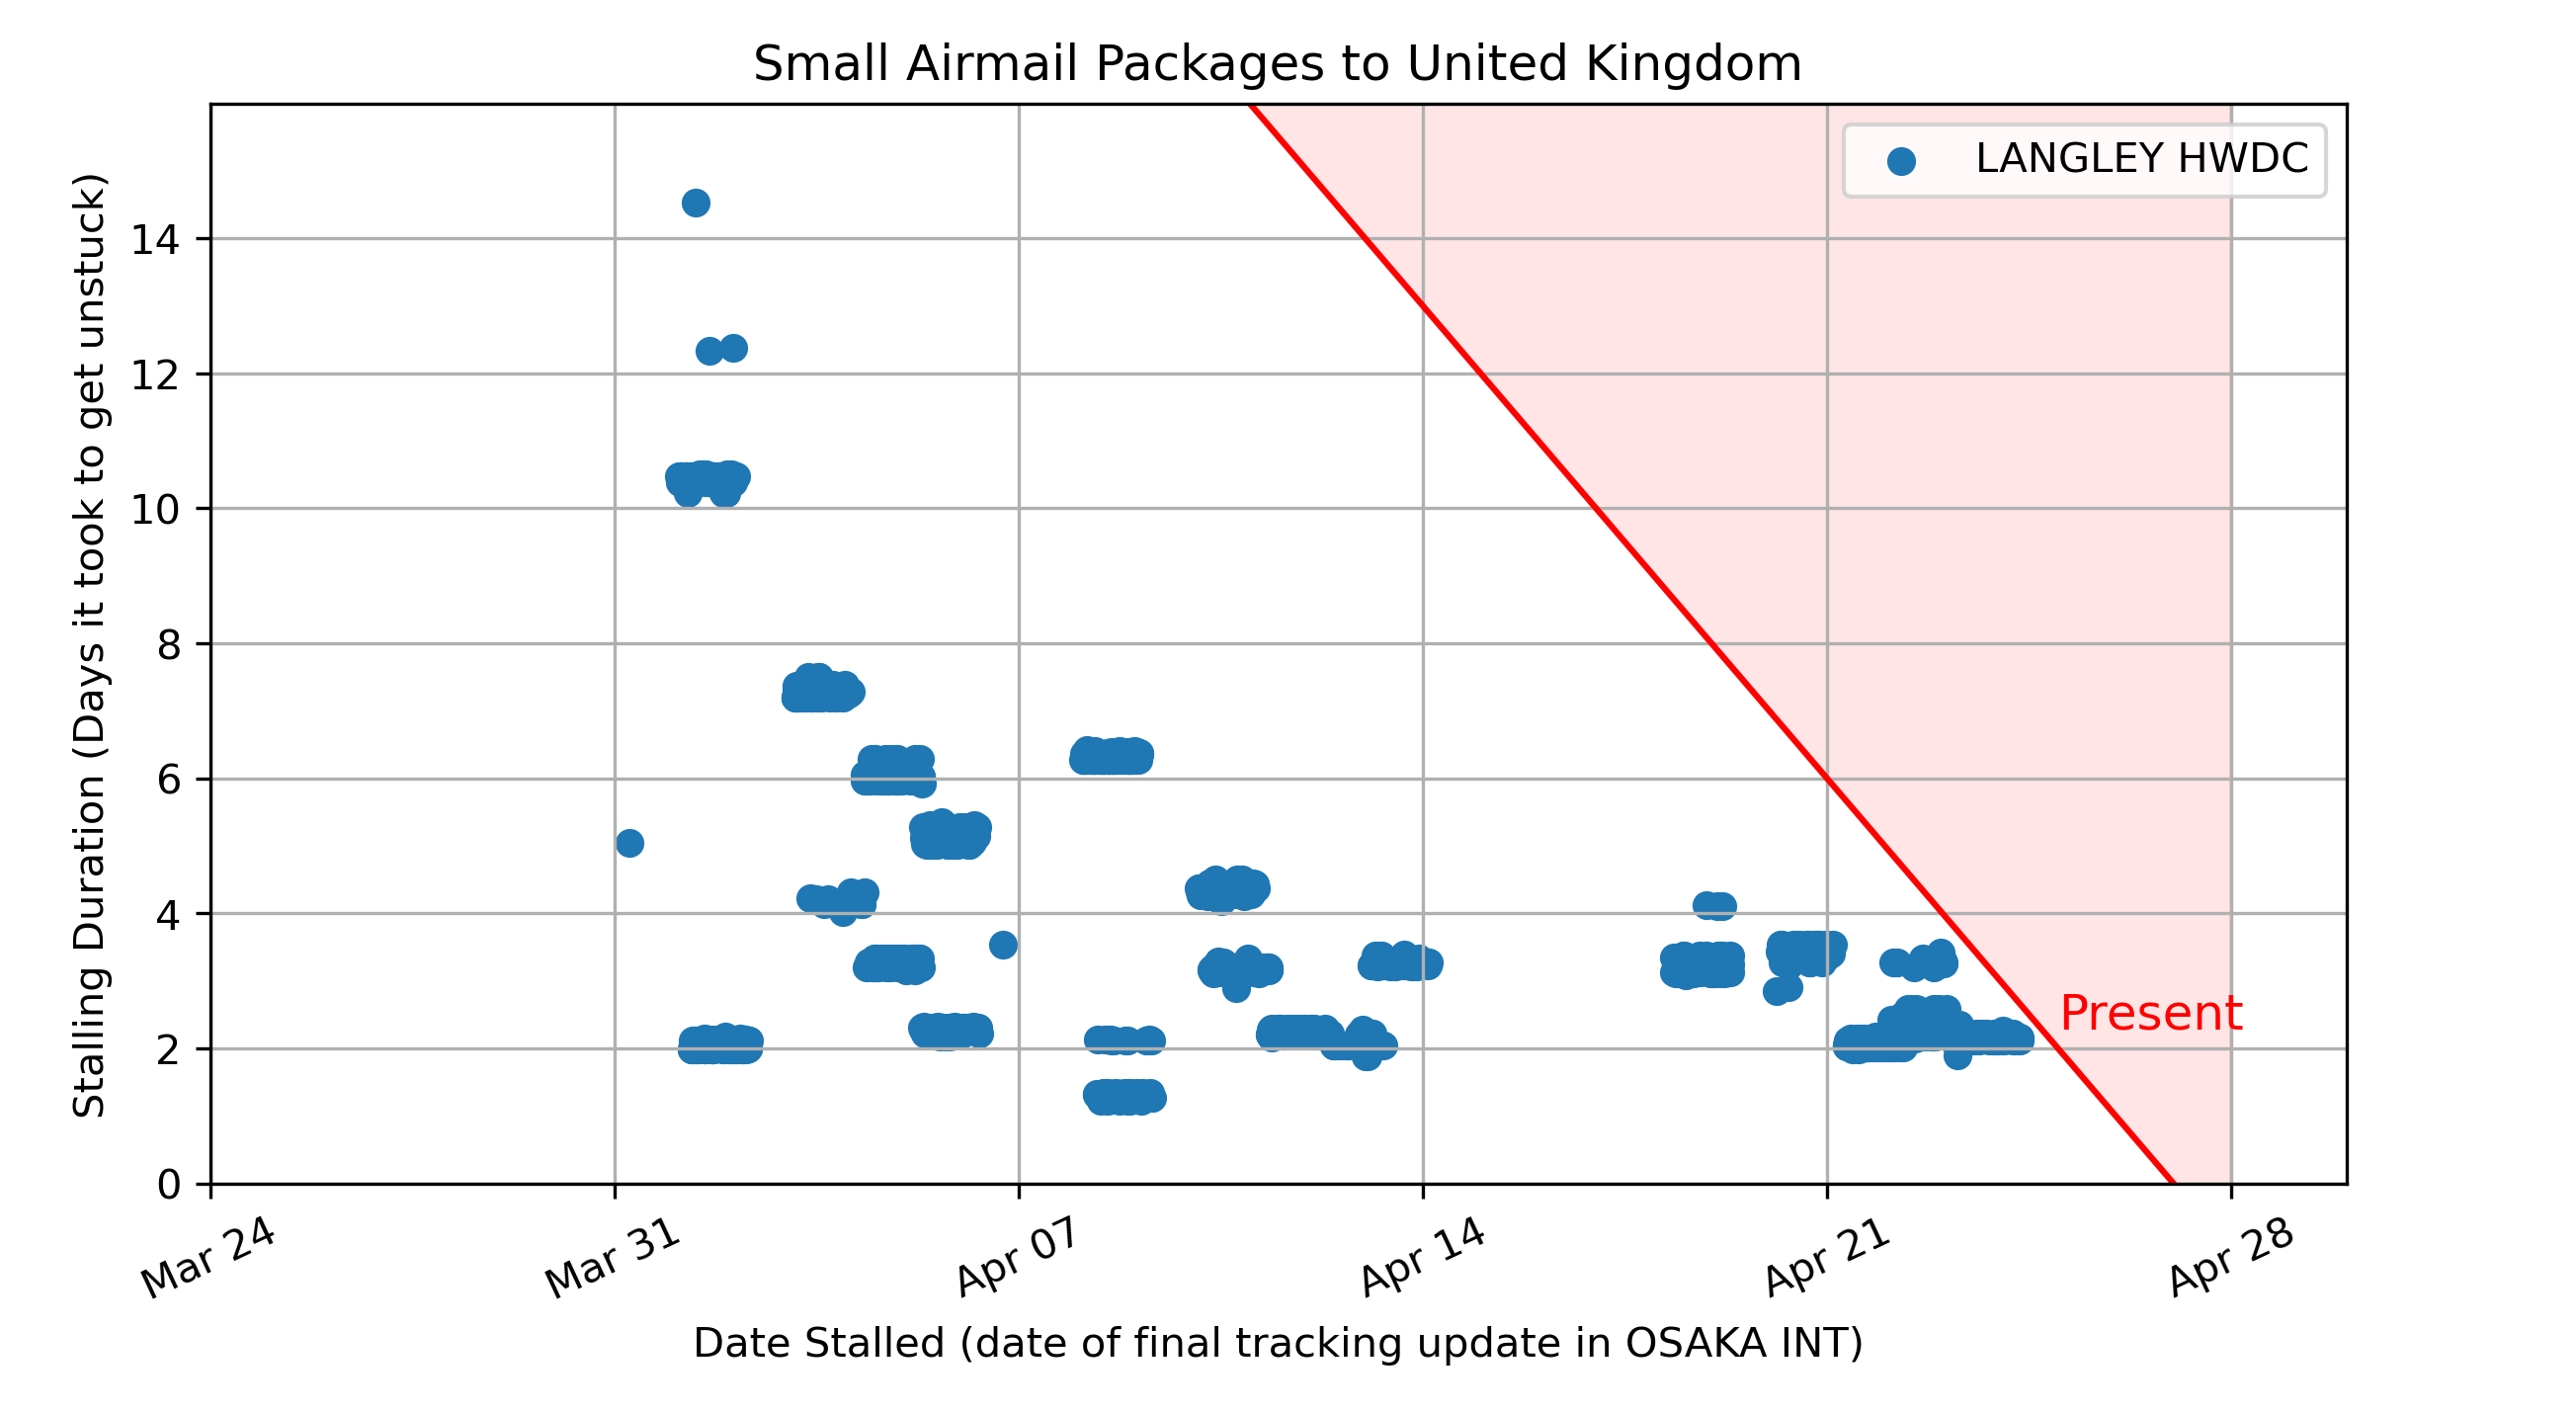 Small Airmail Packages to United Kingdom
LANGLEY HWDC
Stalling Duration (Days it took to get unstuck)
14
12
10
8
6
4
2
0
Present
Mar 24
Mar 31
Apr 07
Apr 14
Apr 21
Apr 28
Date Stalled (date of final tracking update in OSAKA INT)